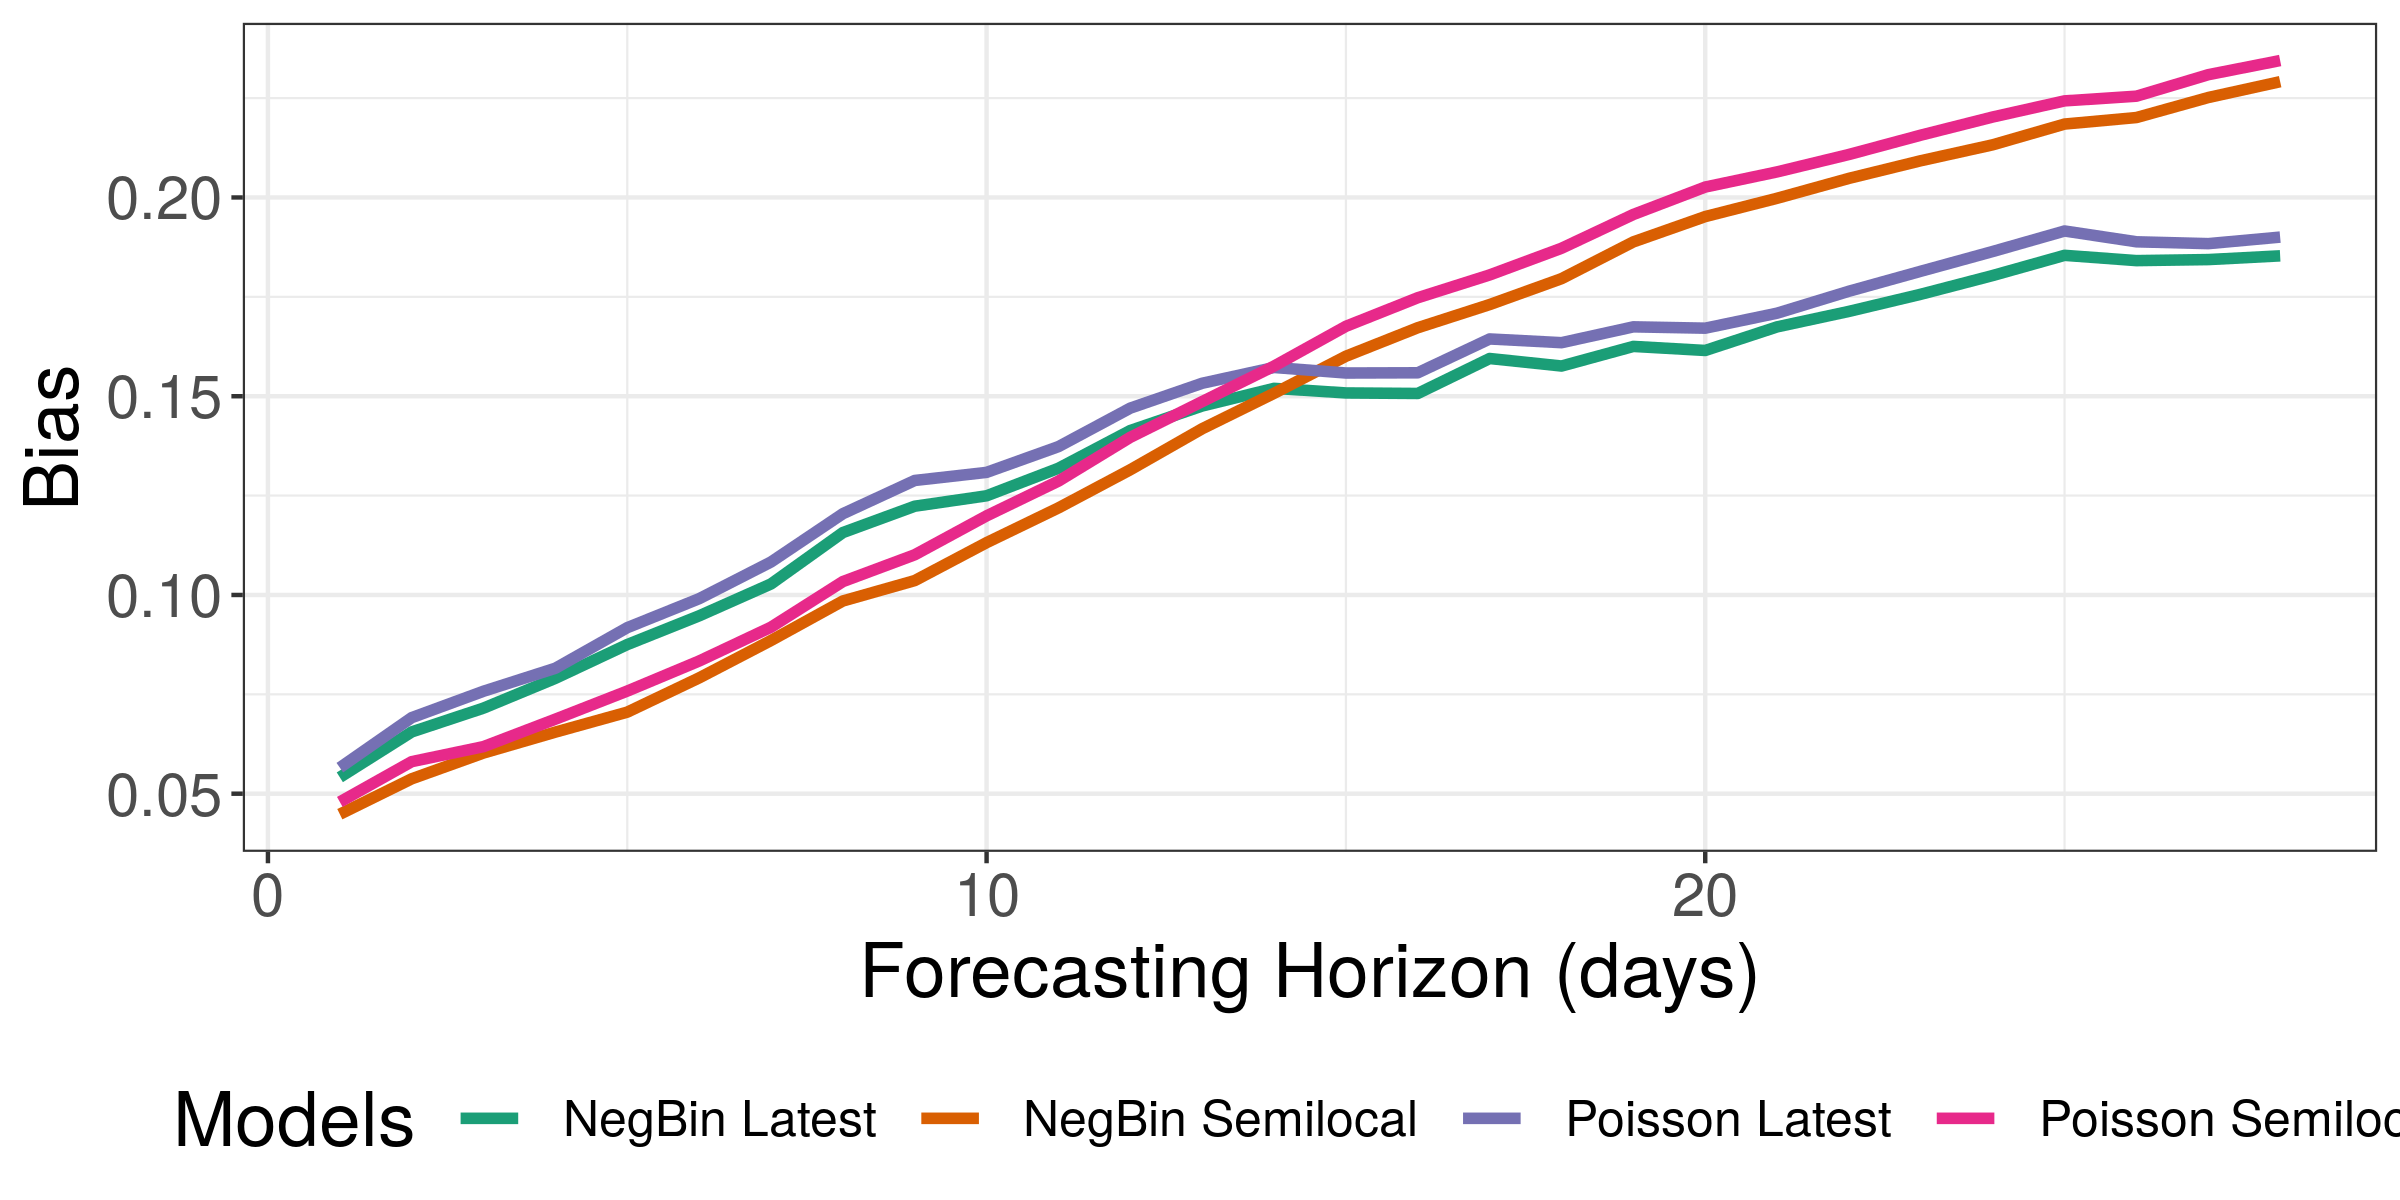 0.20
0.15
0.10
0.05
Bias
0 10 20
Forecasting Horizon (days)
Models NegBin Latest NegBin Semilocal Poisson Latest Poisson